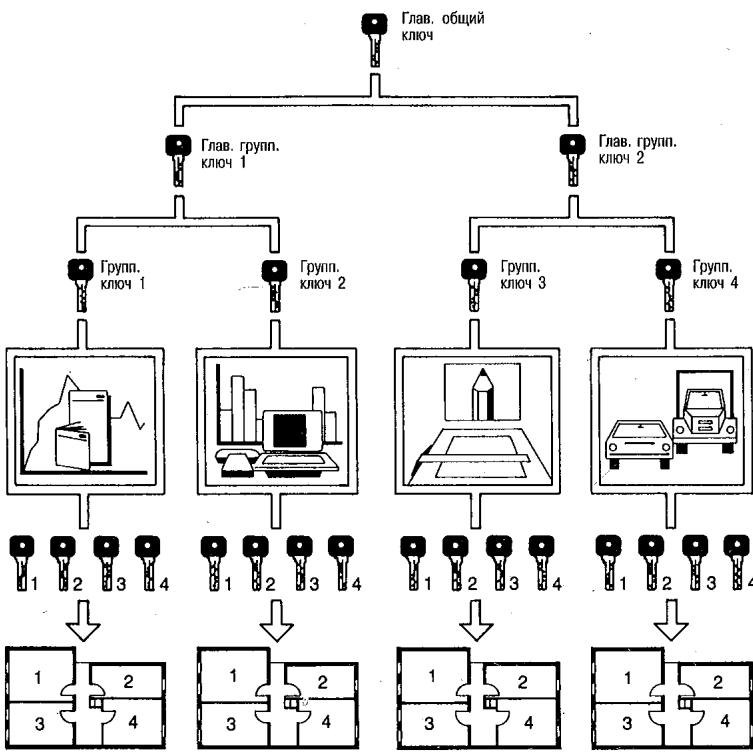 Глав. общий
ключ
Глав. групп.
ключ 1
Глав. групп.
ключ 2
Групп.
ключ 1
Групп.
ключ 2
Групп.
ключ 3
Групп.
ключ 4
1 2 3 4
1 2 3 4
1 2 3 4
1 2 3 4
1 2
3 4
1 2
3 4
1 2
3 4
1 2
3 4